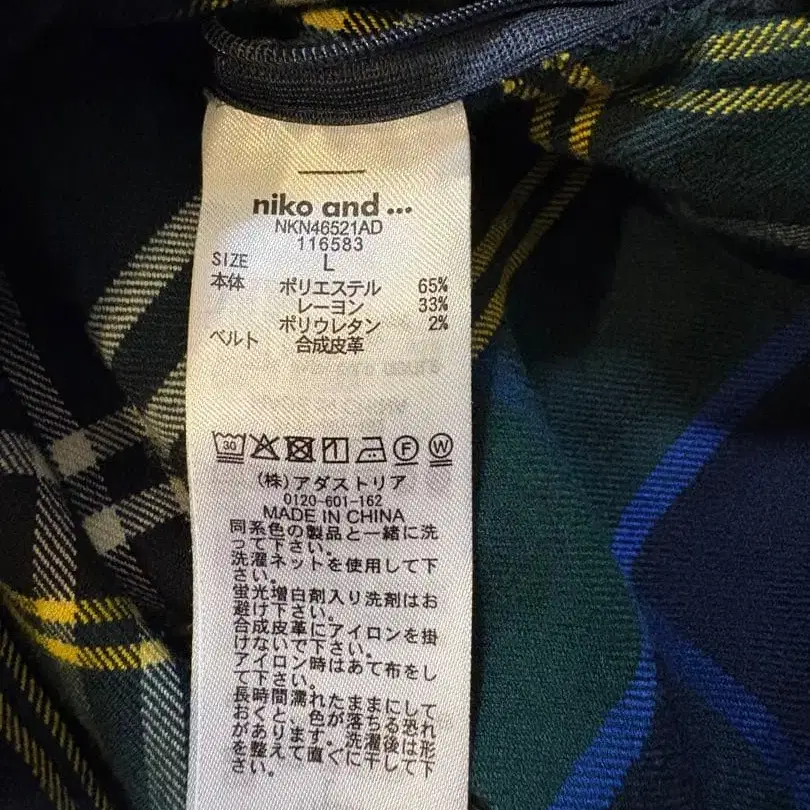 niko and ...
NKN46521AD
116583
SIZE L
本体 ポリエステル 65%
レーヨン 33%
ポリウレタン 2%
ベルト 合成皮革
30
F W
(株)アダストリア
0120-601-162
MADE IN CHINA
同系色の製品と一緒に洗
って下さい。
洗濯ネットを使用して下
さい。
蛍光増白剤入り洗剤はお
避け下さい。
合成皮革にアイロンを掛
けないで下さい。
アイロン時はあて布をし
て下さい。
長時間濡れたままにして
おくと、色が落ちる恐れ
があります。洗濯後は形
を整えて直ぐに干して下
さい。